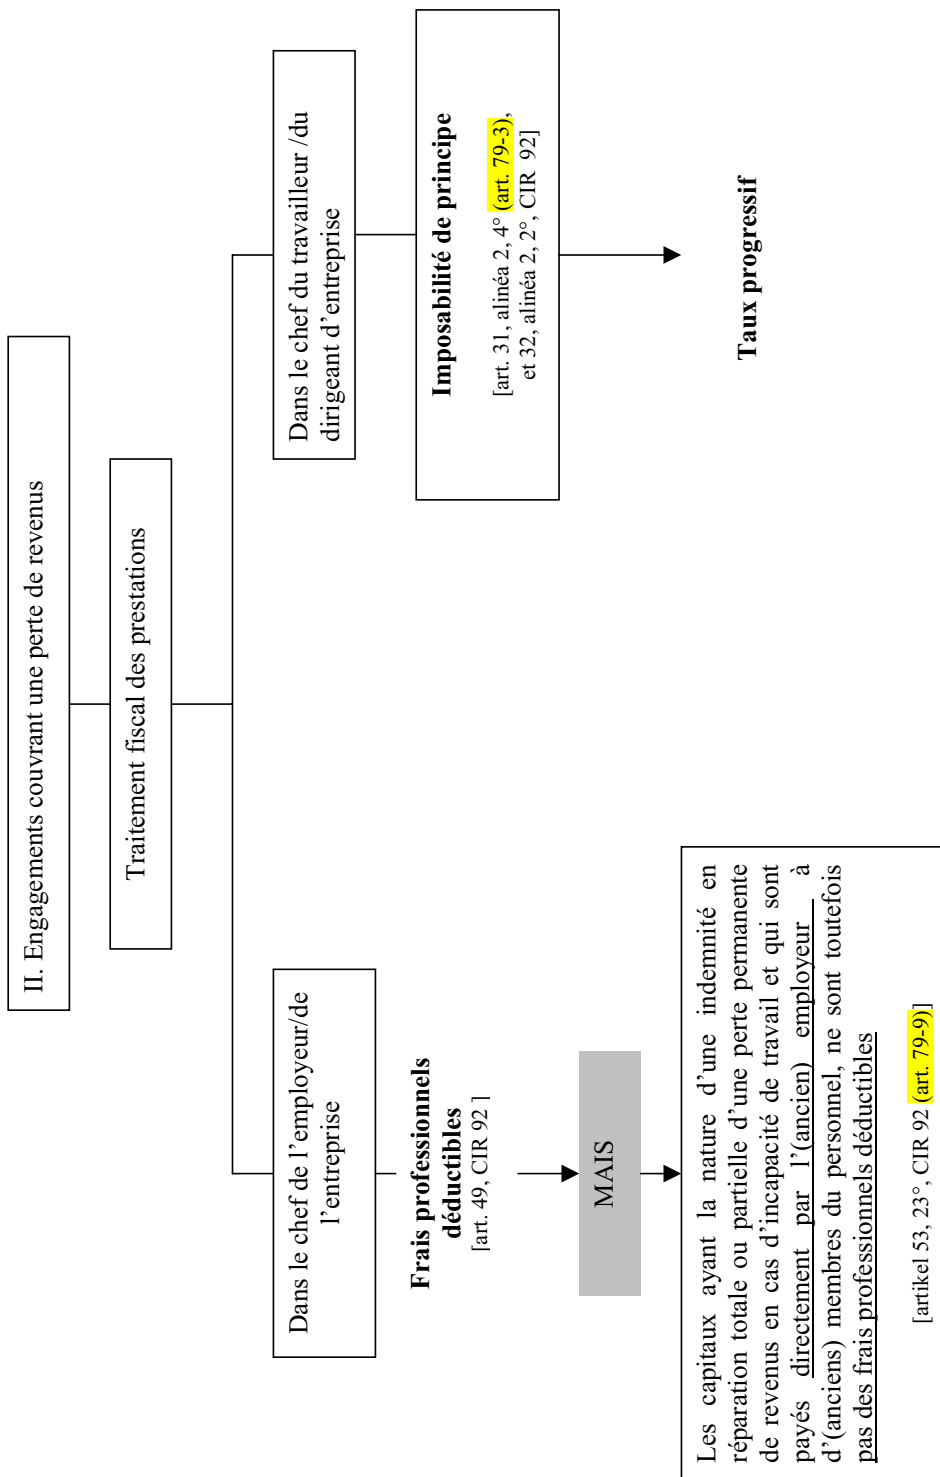 II. Engagements couvrant une perte de revenus
Traitement fiscal des prestations
Dans le chef de l’employeur/de
l’entreprise
Frais professionnels
déductibles
[art. 49, CIR 92 ]
MAIS
Les capitaux ayant la nature d’une indemnité en
réparation totale ou partielle d’une perte permanente
de revenus en cas d’incapacité de travail et qui sont
payés directement par l’(ancien) employeur à
d’(anciens) membres du personnel, ne sont toutefois
pas des frais professionnels déductibles
[artikel 53, 23°, CIR 92 (art. 79-9)]
Dans le chef du travailleur /du
dirigeant d’entreprise
Imposabilité de principe
[art. 31, alinéa 2, 4° (art. 79-3),
et 32, alinéa 2, 2°, CIR 92]
Taux progressif